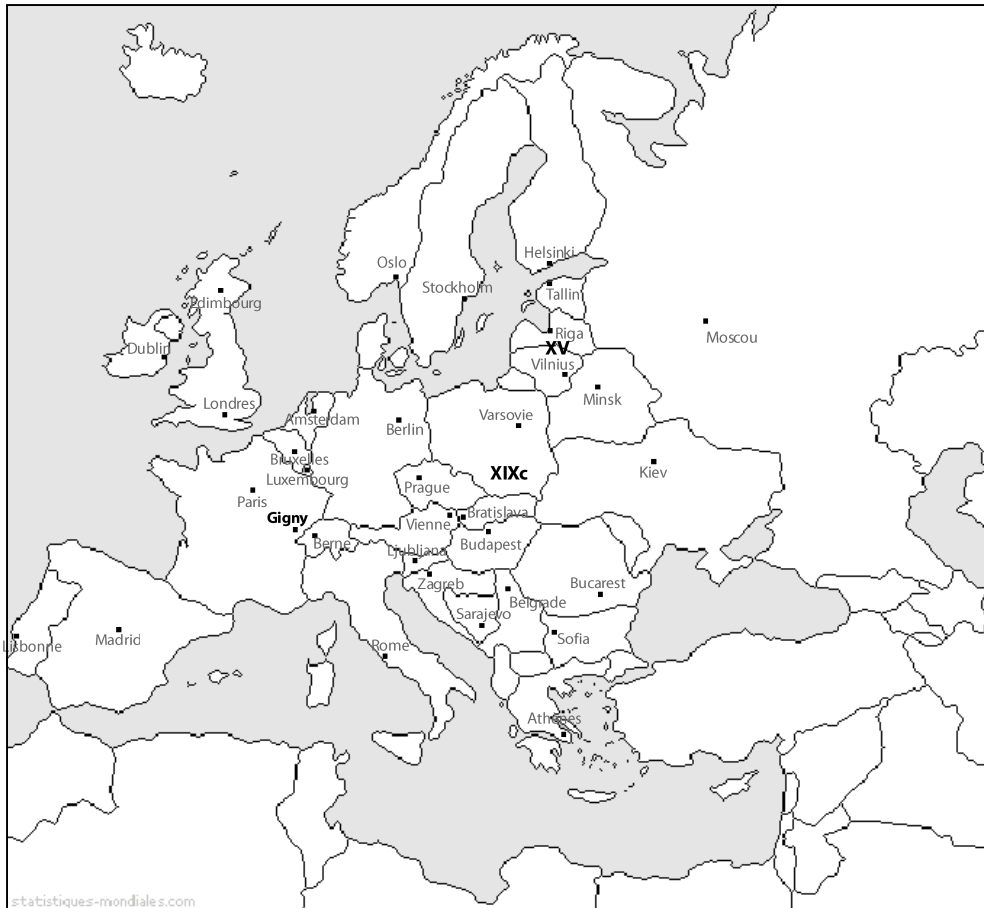 Helsinki
Oslo
Stockholm
Tallin
Edimbourg
Moscou
Riga
XV
Dublin
Vilnius
Minsk
Londres
Amsterdam
Varsovie
Berlin
Bruxelles
XIXc
Kiev
Luxembourg
Prague
Paris
Gigny
Bratislava
Vienne
Berne
Budapest
Ljubljana
Zagreb
Bucarest
Belgrade
Sarajevo
Madrid
Sofia
Lisbonne
Rome
Athènes
statistiques-mondiales.com